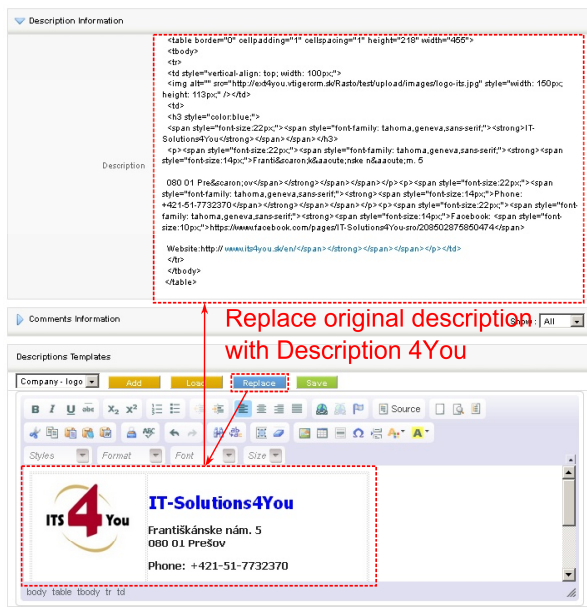 Description Information
<table border="0" cellpadding="1" cellspacing="1" height="218" width="455">
<tbody>
<tr>
<td style="vertical-align: top; width: 100px;">
<img alt="" src="http://ext4you.vtigercrm.sk/Rasto/test/upload/images/logo-its.jpg" style="width: 150px;
height: 113px;" /></td>
<td>
<h3 style="color:blue;">
<span style="font-size:22px;"><span style="font-family: tahoma,geneva,sans-serif;"><strong>IT-
Solutions4You</strong></span></span></h3>
<p><span style="font-size:22px;"><span style="font-family: tahoma,geneva,sans-serif;"><strong><span
style="font-size:14px;">Franti&scaron;k&aacute;nske n&aacute;m. 5
Description
080 01 Pre&scaron;ov</span></strong></span></span></p><p><span style="font-size:22px;"><span
style="font-family: tahoma,geneva,sans-serif;"><strong><span style="font-size:14px;">Phone:
+421-51-7732370</span></strong></span></span></p><p><span style="font-size:22px;"><span style="font-
family: tahoma,geneva,sans-serif;"><strong><span style="font-size:14px;">Facebook: <span style="font-
size:10px;">https://www.facebook.com/pages/IT-Solutions4You-sro/208502875850474</span>
Website:http:// www.its4you.sk/en/</span></strong></span></span></p></td>
</tr>
</tbody>
</table>
Comments Information
Show : All
Replace original description
with Description 4You
Descriptions Templates
Company - logo Add Load Replace Save
B I U abc X₂ X² Source
Styles Format Font Size
ITS 4 You
IT-Solutions4You
Františkánske nám. 5
080 01 Prešov
Phone: +421-51-7732370
body table tbody tr td